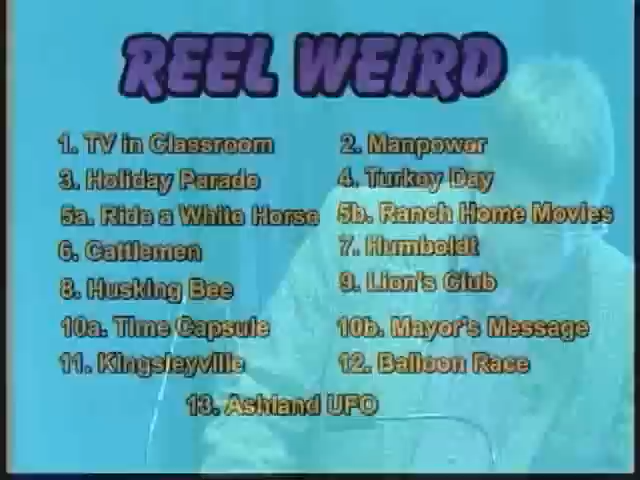 REEL WEIRD
1. TV in Classroom 2. Manpower
3. Holiday Parade 4. Turkey Day
5a. Ride a White Horse 5b. Ranch Home Movies
6. Cattlemen 7. Humboldt
8. Husking Bee 9. Lion's Club
10a. Time Capsule 10b. Mayor's Message
11. Kingsleyville 12. Balloon Race
13. Ashland UFO